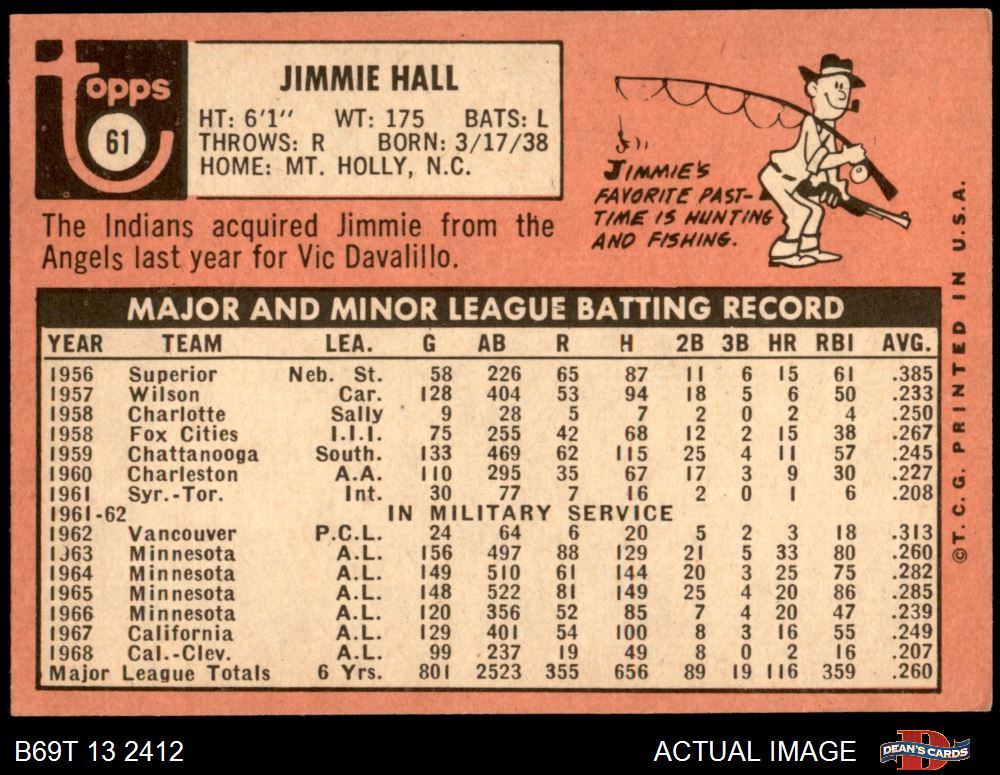 Topps
61
JIMMIE HALL
HT: 6'1" WT: 175 BATS: L
THROWS: R BORN: 3/17/38
HOME: MT. HOLLY, N.C.
JIMMIE'S
FAVORITE PAST-
TIME IS HUNTING
AND FISHING.
The Indians acquired Jimmie from the
Angels last year for Vic Davalillo.
MAJOR AND MINOR LEAGUE BATTING RECORD
YEAR TEAM LEA. G AB R H 2B 3B HR RBI AVG.
1956 Superior Neb. St. 58 226 65 87 11 6 15 61 .385
1957 Wilson Car. 128 404 53 94 18 5 6 50 .233
1958 Charlotte Sally 9 28 5 7 2 0 2 4 .250
1958 Fox Cities I.I.I. 75 255 42 68 12 2 15 38 .267
1959 Chattanooga South. 133 469 62 115 25 4 11 57 .245
1960 Charleston A.A. 110 295 35 67 17 3 9 30 .227
1961 Syr.-Tor. Int. 30 77 7 16 2 0 1 6 .208
1961-62 IN MILITARY SERVICE
1962 Vancouver P.C.L. 24 64 6 20 5 2 3 18 .313
1963 Minnesota A.L. 156 497 88 129 21 5 33 80 .260
1964 Minnesota A.L. 149 510 61 144 20 3 25 75 .282
1965 Minnesota A.L. 148 522 81 149 25 4 20 86 .285
1966 Minnesota A.L. 120 356 52 85 7 4 20 47 .239
1967 California A.L. 129 401 54 100 8 3 16 55 .249
1968 Cal.-Clev. A.L. 99 237 19 49 8 0 2 16 .207
Major League Totals 6 Yrs. 801 2523 355 656 89 19 116 359 .260
©T. C. G. PRINTED IN U.S.A.
B69T 13 2412
ACTUAL IMAGE
D
DEAN'S CARDS